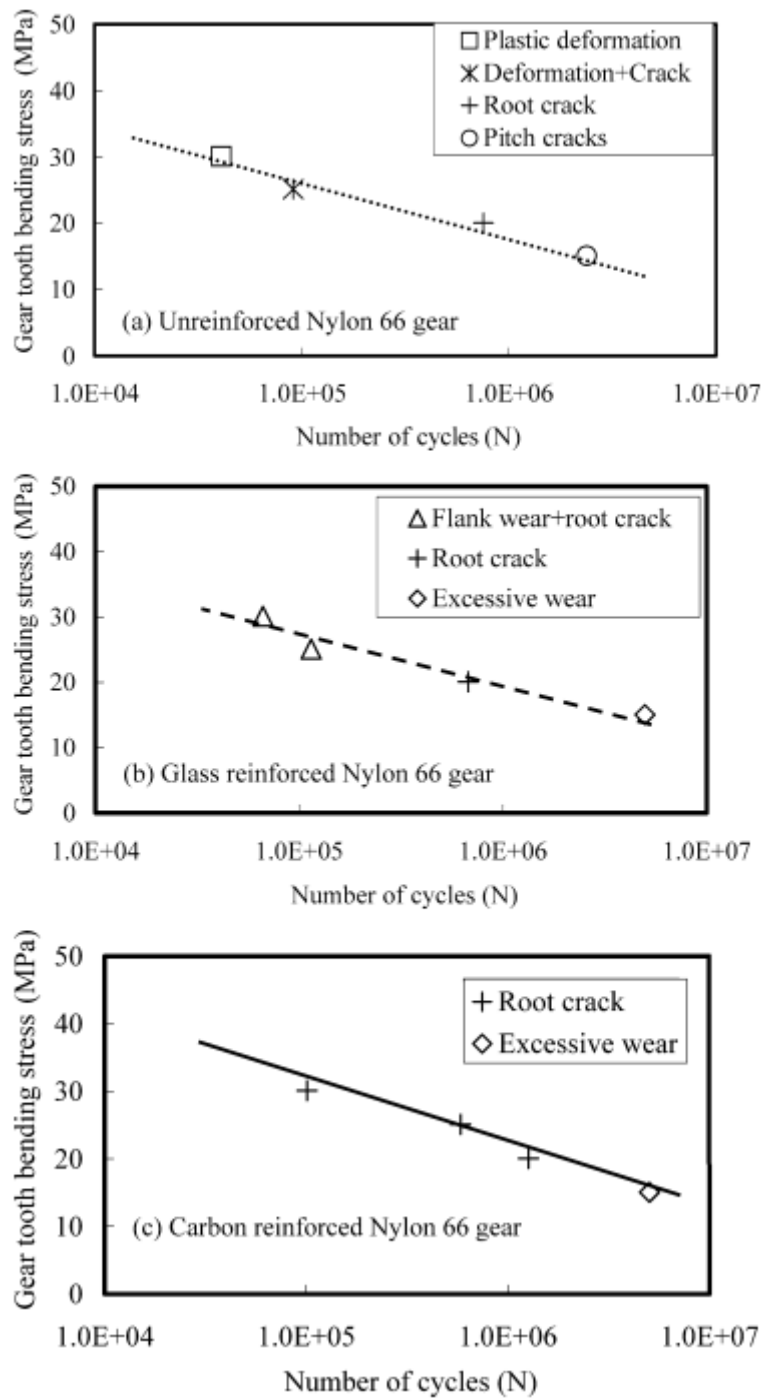 Gear tooth bending stress (MPa)
50
40
30
20
10
0
Plastic deformation
Deformation+Crack
Root crack
Pitch cracks
(a) Unreinforced Nylon 66 gear
1.0E+04 1.0E+05 1.0E+06 1.0E+07
Number of cycles (N)
Gear tooth bending stress (MPa)
50
40
30
20
10
0
Flank wear+root crack
Root crack
Excessive wear
(b) Glass reinforced Nylon 66 gear
1.0E+04 1.0E+05 1.0E+06 1.0E+07
Number of cycles (N)
Gear tooth bending stress (MPa)
50
40
30
20
10
0
Root crack
Excessive wear
(c) Carbon reinforced Nylon 66 gear
1.0E+04 1.0E+05 1.0E+06 1.0E+07
Number of cycles (N)